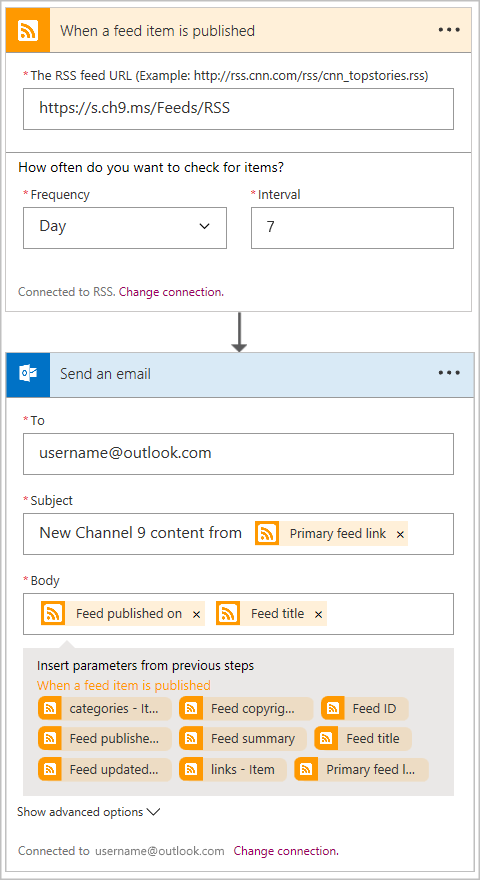 When a feed item is published
* The RSS feed URL (Example: http://rss.cnn.com/rss/cnn_topstories.rss)
https://s.ch9.ms/Feeds/RSS
How often do you want to check for items?
* Frequency * Interval
Day 7
Connected to RSS. Change connection.
Send an email
* To
username@outlook.com
* Subject
New Channel 9 content from Primary feed link ×
* Body
Feed published on × Feed title ×
Insert parameters from previous steps
When a feed item is published
categories - It... Feed copyrig... Feed ID
Feed publishe... Feed summary Feed title
Feed updated... links - Item Primary feed l...
Show advanced options
Connected to username@outlook.com Change connection.